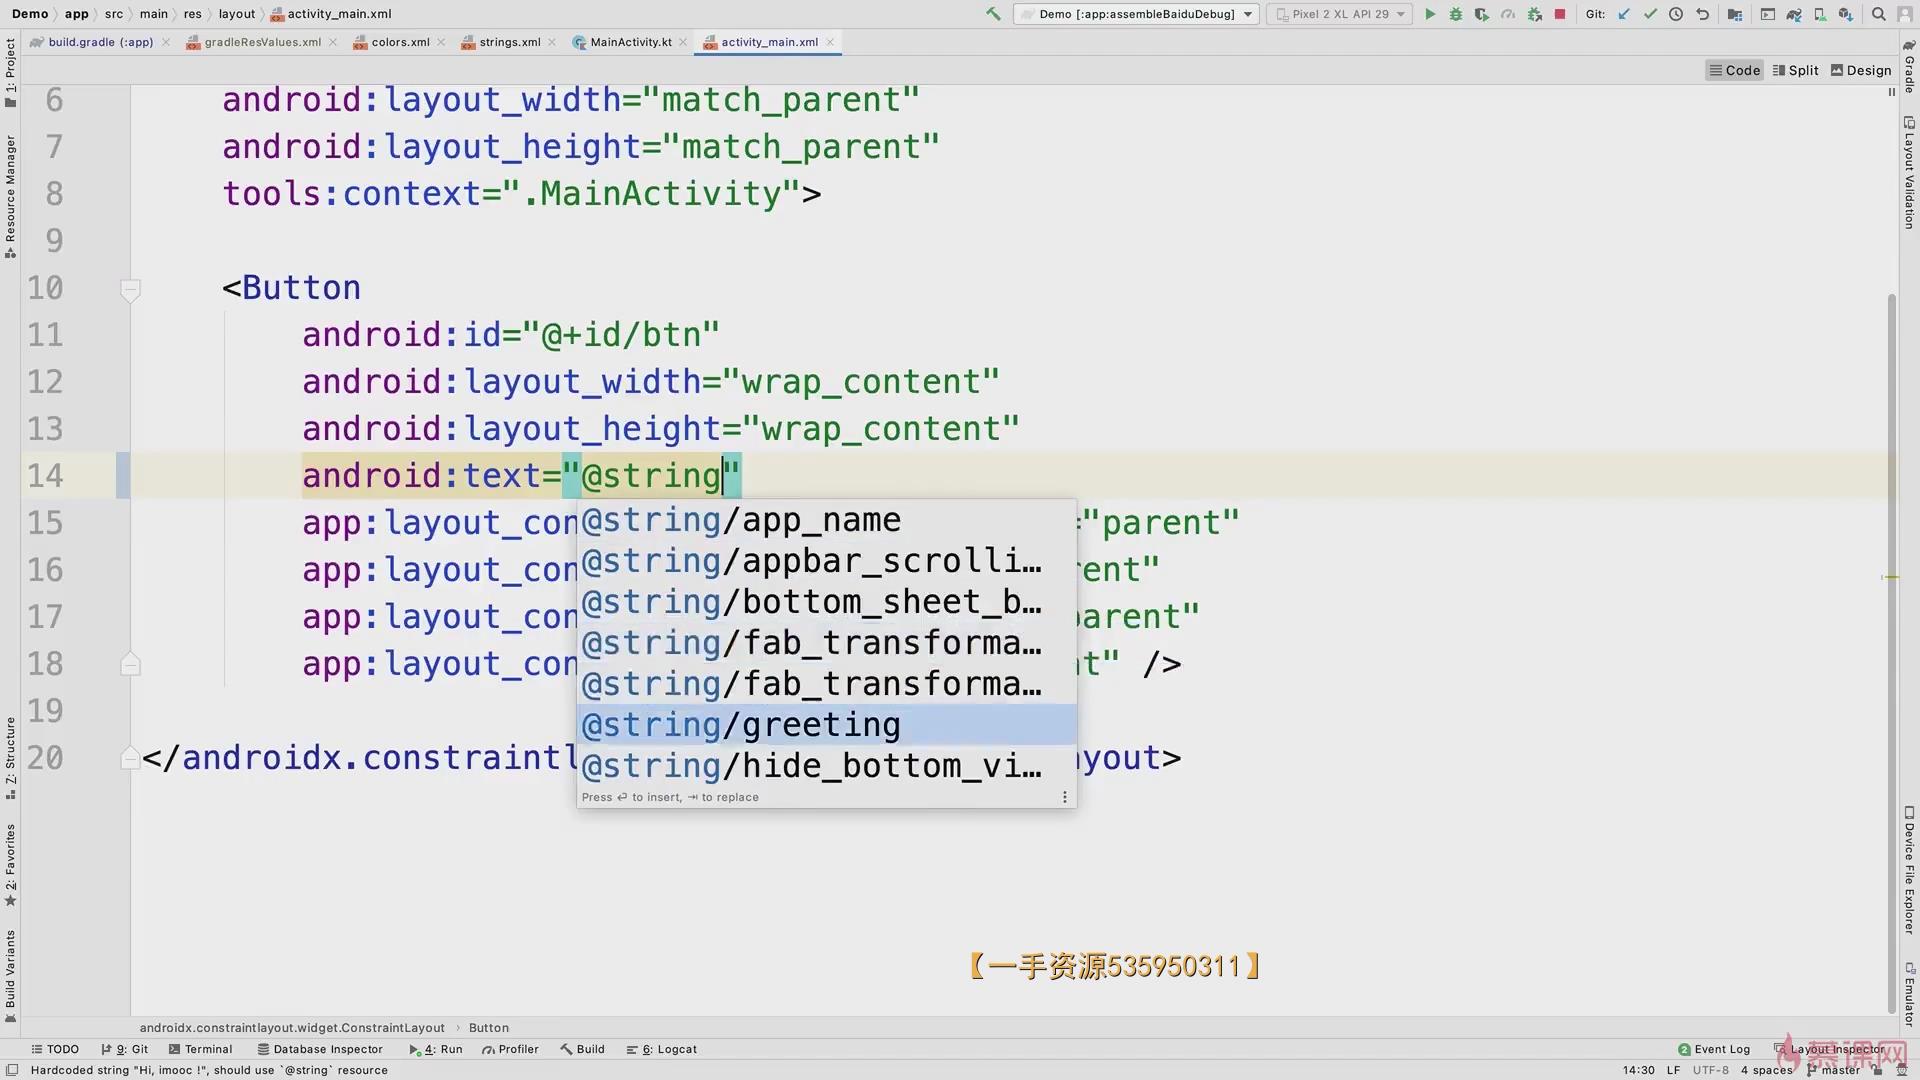 Demo app src main res layout activity_main.xml Demo [:app:assembleBaiduDebug] Pixel 2 XL API 29 Git:
build.gradle (:app) gradleResValues.xml colors.xml strings.xml MainActivity.kt activity_main.xml
Code Split Design
6 android:layout_width="match_parent"
7 android:layout_height="match_parent"
8 tools:context=".MainActivity">
9
10 <Button
11 android:id="@+id/btn"
12 android:layout_width="wrap_content"
13 android:layout_height="wrap_content"
14 android:text="@string"
15 app:layout_con ="parent"
16 app:layout_con rent"
17 app:layout_con parent"
18 app:layout_con t" />
19
20 </androidx.constraintl yout>
@string/app_name
@string/appbar_scrolli…
@string/bottom_sheet_b…
@string/fab_transforma…
@string/fab_transforma…
@string/greeting
@string/hide_bottom_vi…
Press ↩ to insert, ⇥ to replace
【一手资源535950311】
androidx.constraintlayout.widget.ConstraintLayout › Button
TODO 9: Git Terminal Database Inspector 4: Run Profiler Build 6: Logcat 2 Event Log Layout Inspector
Hardcoded string "Hi, imooc !", should use `@string` resource 14:30 LF UTF-8 4 spaces master
慕课网
1: Project
Resource Manager
Z: Structure
2: Favorites
Build Variants
Gradle
Layout Validation
Device File Explorer
Emulator